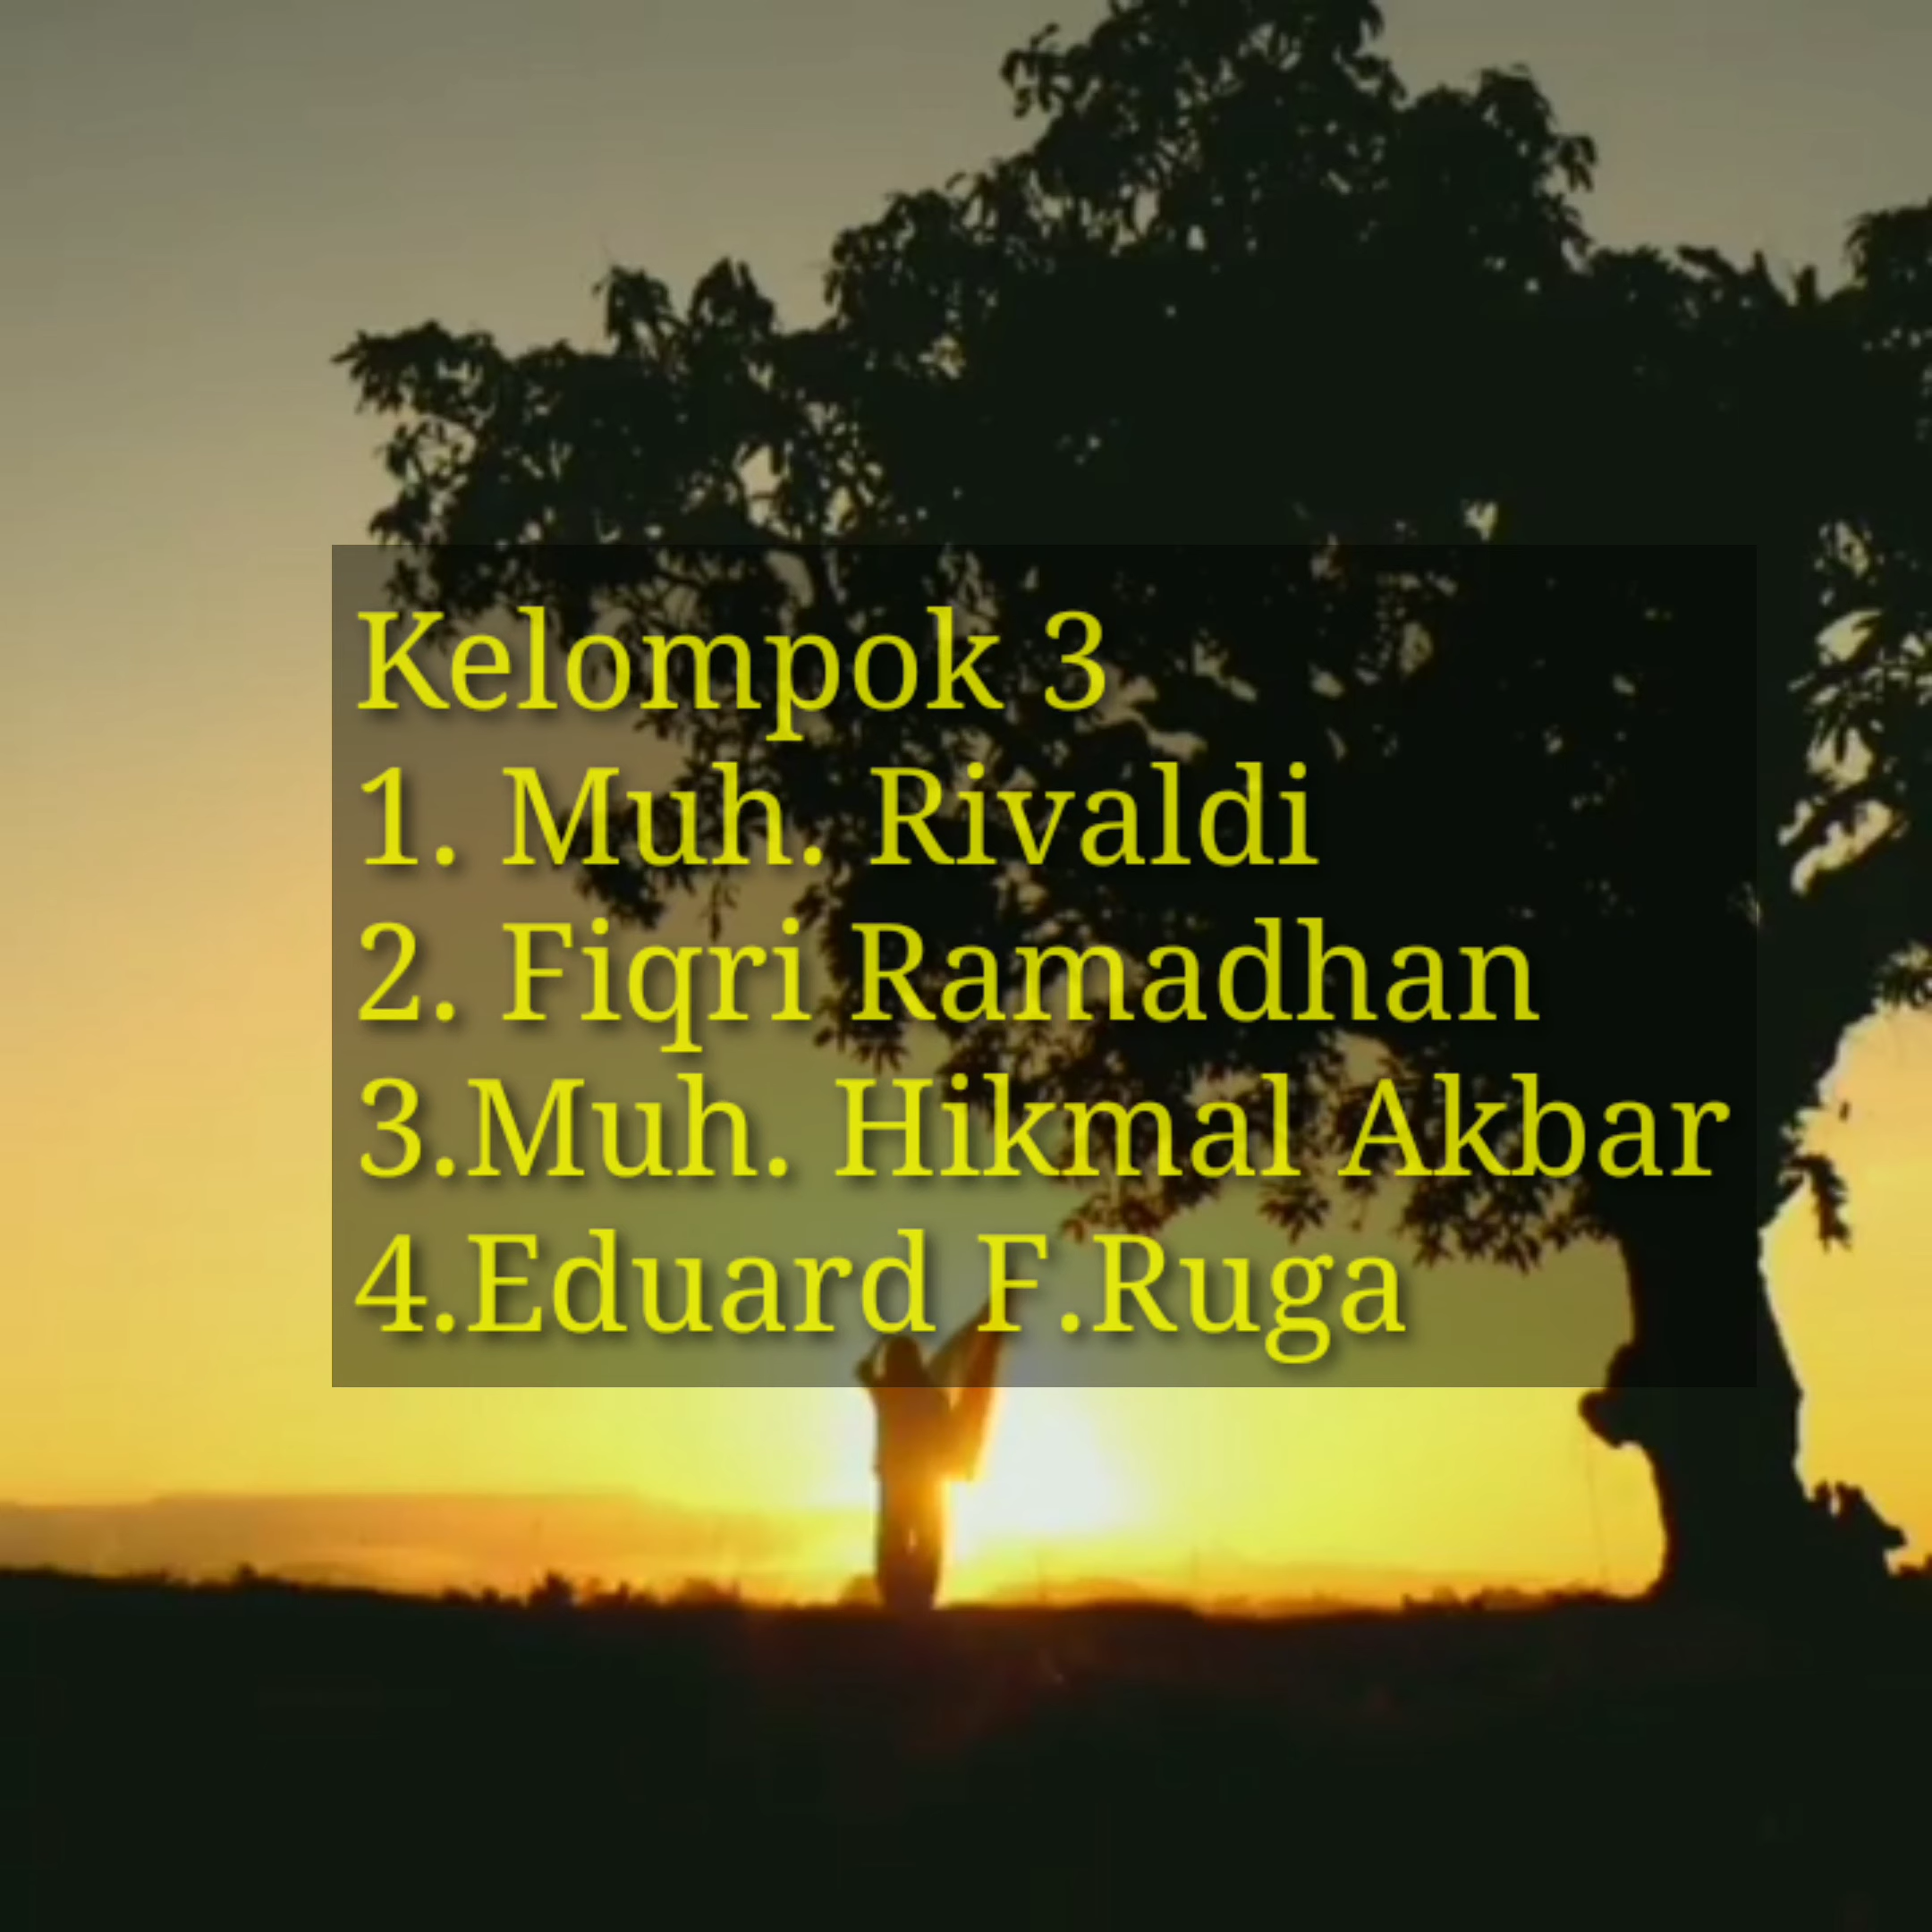 Kelompok 3
1. Muh. Rivaldi
2. Fiqri Ramadhan
3.Muh. Hikmal Akbar
4.Eduard F.Ruga